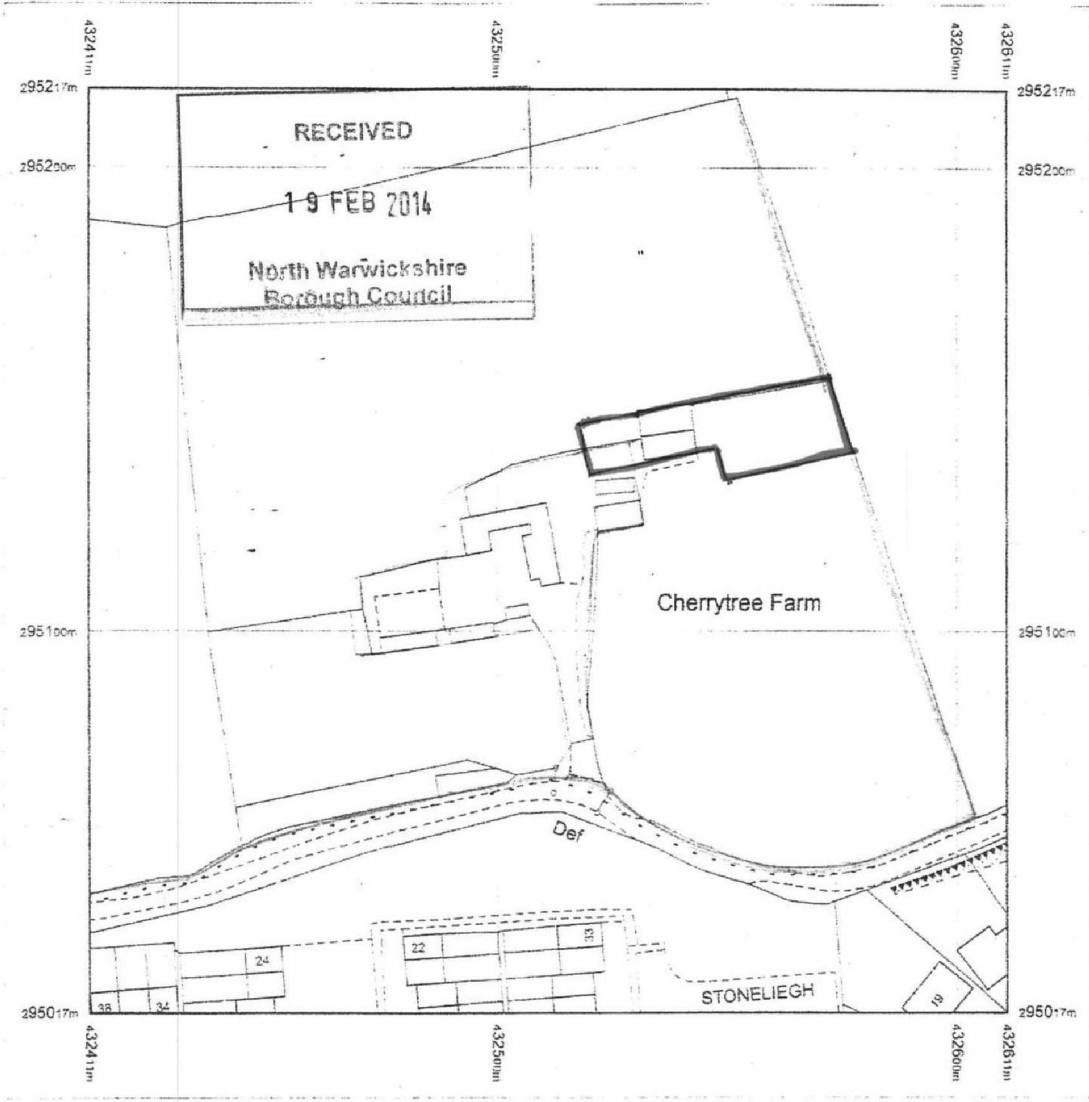 432411m
432500m
432600m
432611m
295217m
295217m
RECEIVED
295200m
295200m
19 FEB 2014
North Warwickshire
Borough Council
Cherrytree Farm
295100m
295100m
Def
22
33
24
38
34
STONELIEGH
19
295017m
295017m
432411m
432500m
432600m
432611m